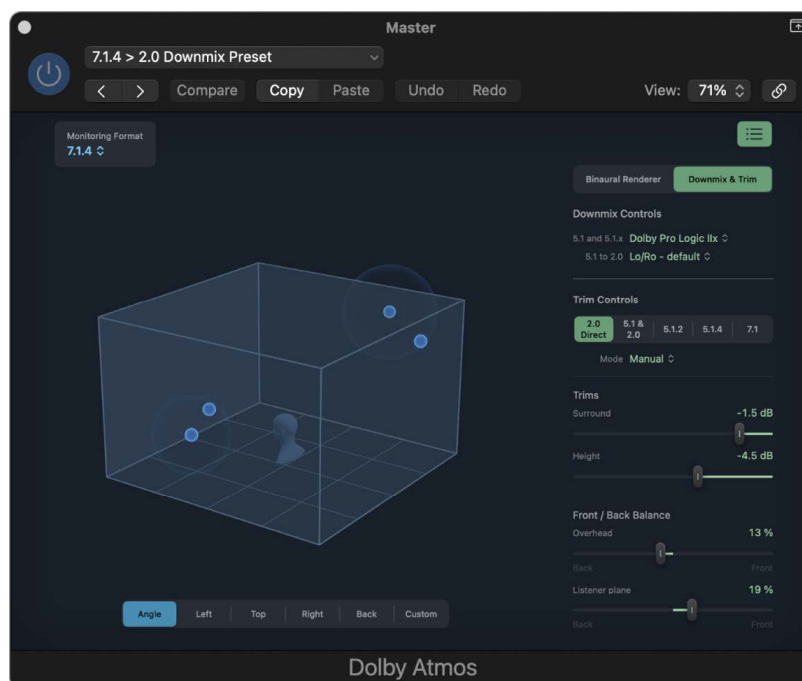 Master
7.1.4 > 2.0 Downmix Preset
Compare Copy Paste Undo Redo View: 71%
Monitoring Format
7.1.4
Binaural Renderer Downmix & Trim
Downmix Controls
5.1 and 5.1.x Dolby Pro Logic IIx
5.1 to 2.0 Lo/Ro - default
Trim Controls
2.0 Direct 5.1 & 2.0 5.1.2 5.1.4 7.1
Mode Manual
Trims
Surround -1.5 dB
Height -4.5 dB
Front / Back Balance
Overhead 13 %
Back Front
Listener plane 19 %
Back Front
Angle Left Top Right Back Custom
Dolby Atmos